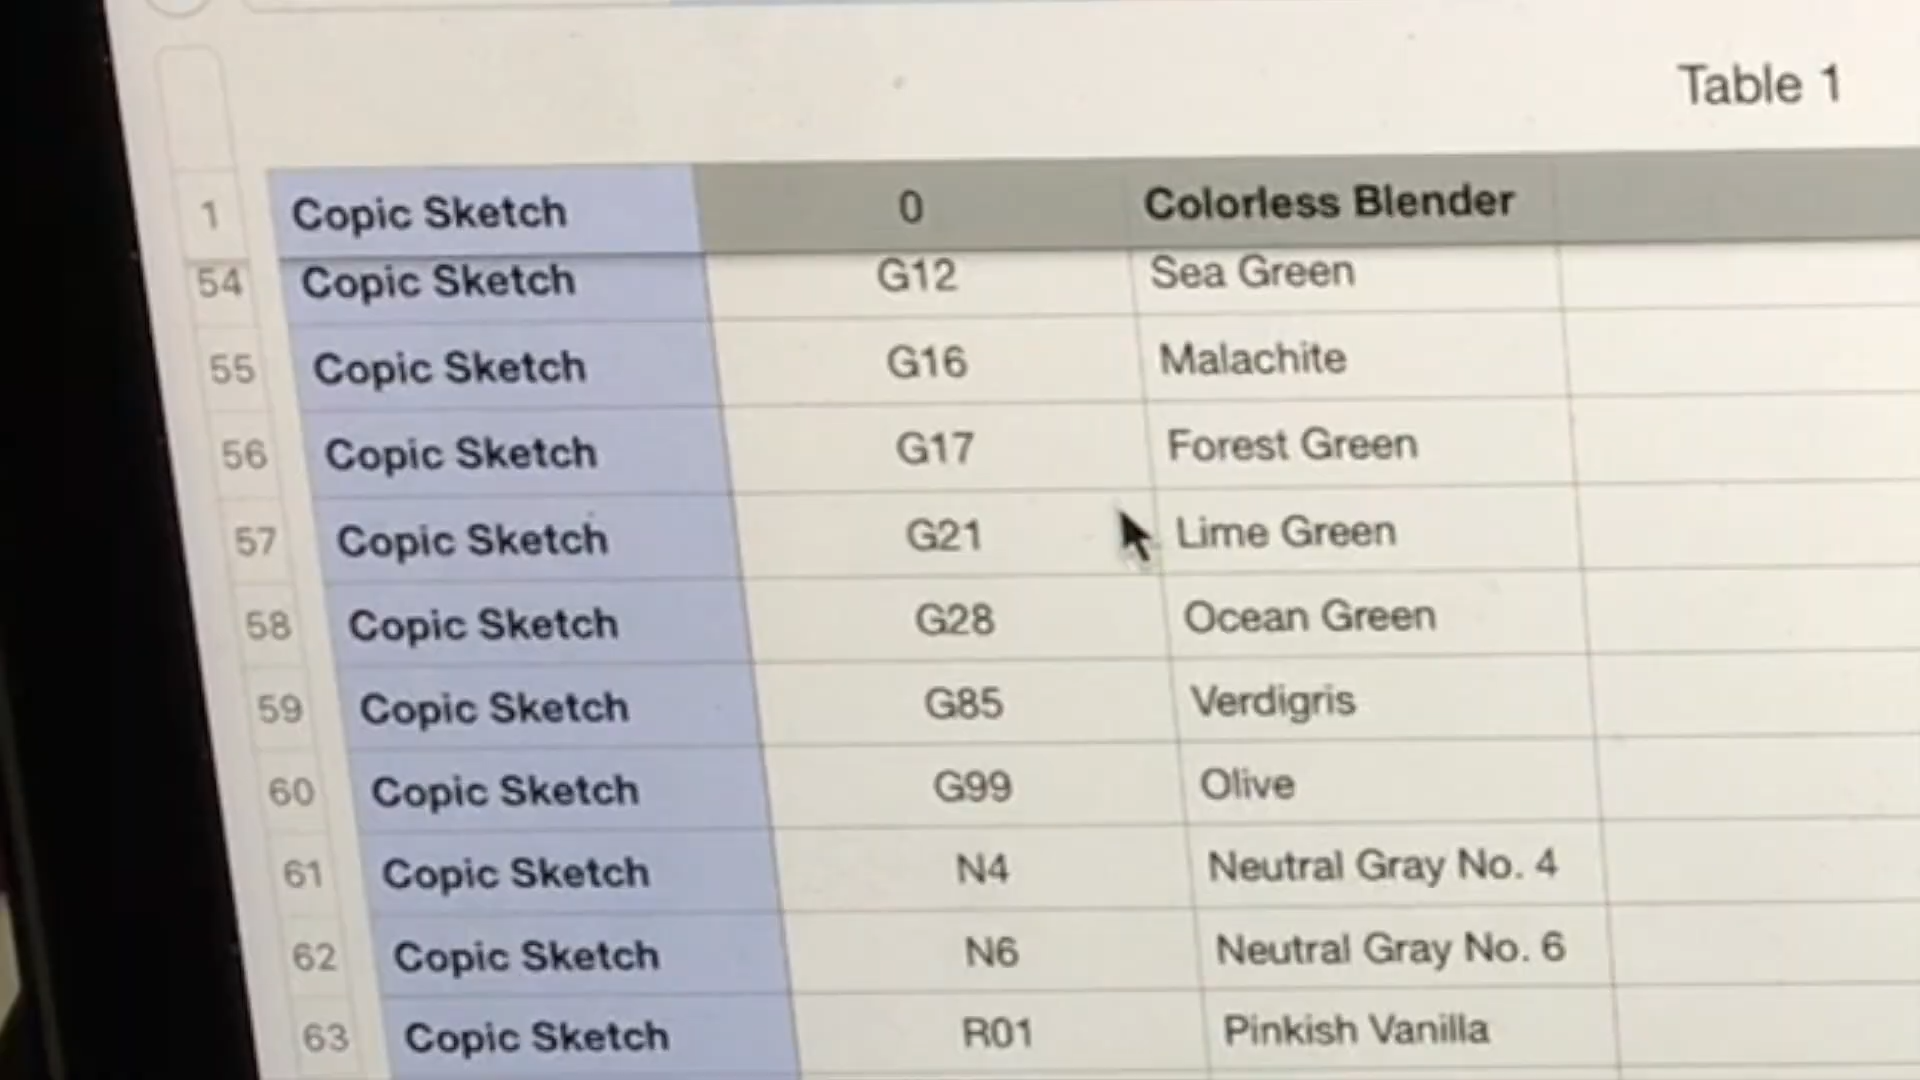 Table 1
1 Copic Sketch 0 Colorless Blender
54 Copic Sketch G12 Sea Green
55 Copic Sketch G16 Malachite
56 Copic Sketch G17 Forest Green
57 Copic Sketch G21 Lime Green
58 Copic Sketch G28 Ocean Green
59 Copic Sketch G85 Verdigris
60 Copic Sketch G99 Olive
61 Copic Sketch N4 Neutral Gray No. 4
62 Copic Sketch N6 Neutral Gray No. 6
63 Copic Sketch R01 Pinkish Vanilla